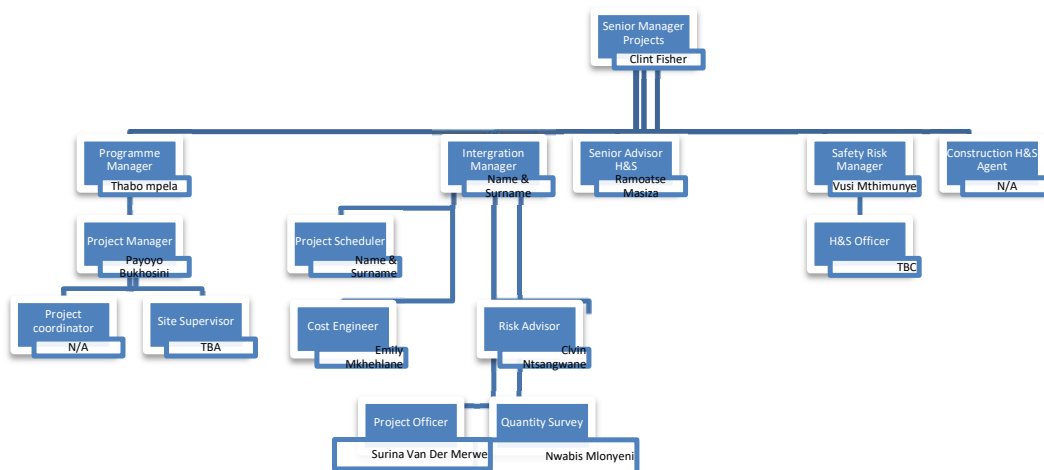 Senior Manager
Projects
Clint Fisher
Programme
Manager
Thabo mpela
Intergration
Manager
Name &
Surname
Senior Advisor
H&S
Ramoatse
Masiza
Safety Risk
Manager
Vusi Mthimunye
Construction H&S
Agent
N/A
Project Manager
Payoyo
Bukhosini
Project Scheduler
Name &
Surname
H&S Officer
TBC
Project
coordinator
N/A
Site Supervisor
TBA
Cost Engineer
Emily
Mkhehlane
Risk Advisor
Clvin
Ntsangwane
Project Officer
Surina Van Der Merwe
Quantity Survey
Nwabis Mlonyeni